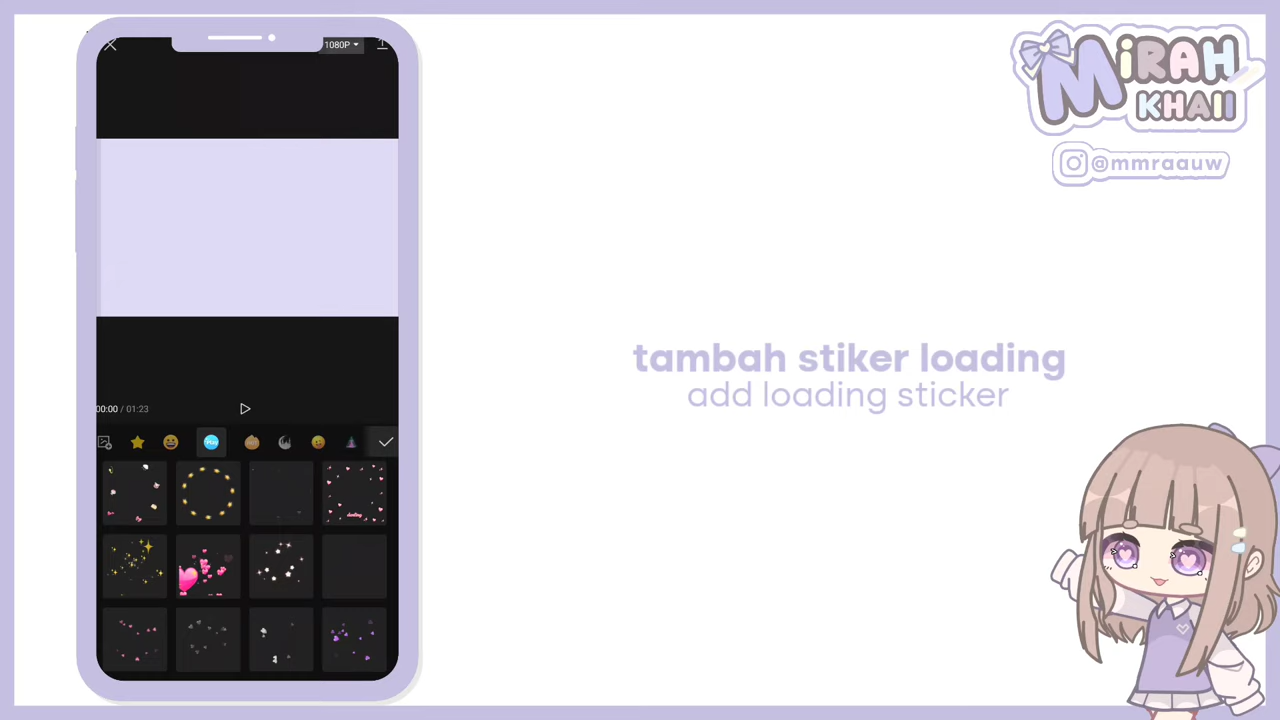 1080P
MiRAH
KHAII
@mmraauw
tambah stiker loading
add loading sticker
00:00 / 01:23